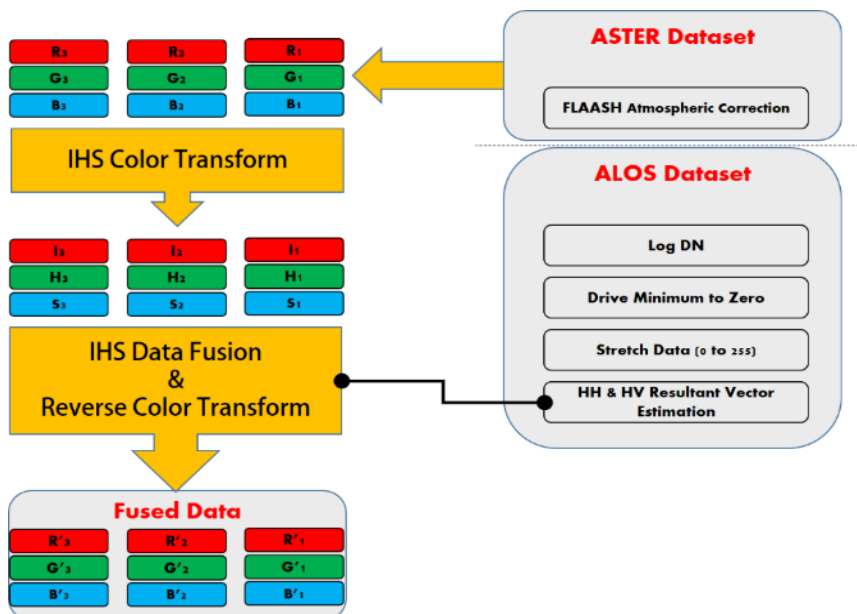 R₃ R₂ R₁
G₃ G₂ G₁
B₃ B₂ B₁
ASTER Dataset
FLAASH Atmospheric Correction
IHS Color Transform
ALOS Dataset
Log DN
Drive Minimum to Zero
Stretch Data (0 to 255)
HH & HV Resultant Vector
Estimation
I₃ I₂ I₁
H₃ H₂ H₁
S₃ S₂ S₁
IHS Data Fusion
&
Reverse Color Transform
Fused Data
R'₃ R'₂ R'₁
G'₃ G'₂ G'₁
B'₃ B'₂ B'₁